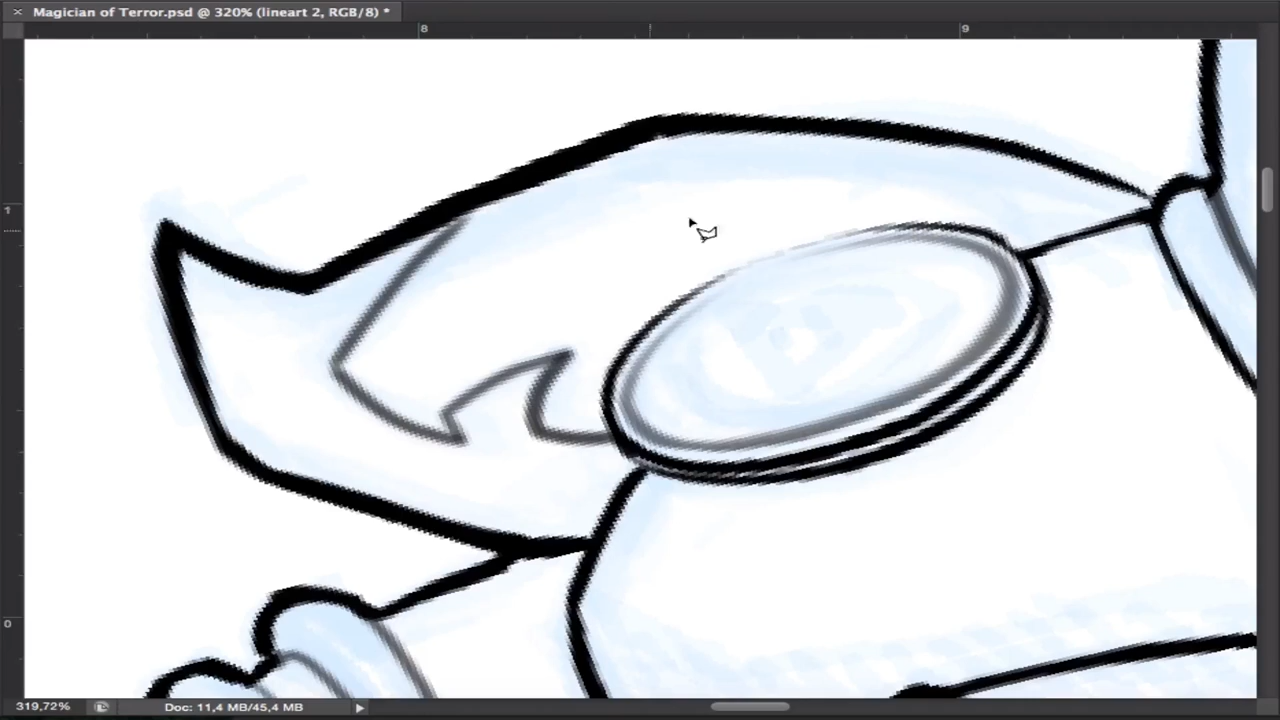 Magician of Terror.psd @ 320% (lineart 2, RGB/8) *
8
9
1
0
319,72%
Doc: 11,4 MB/45,4 MB